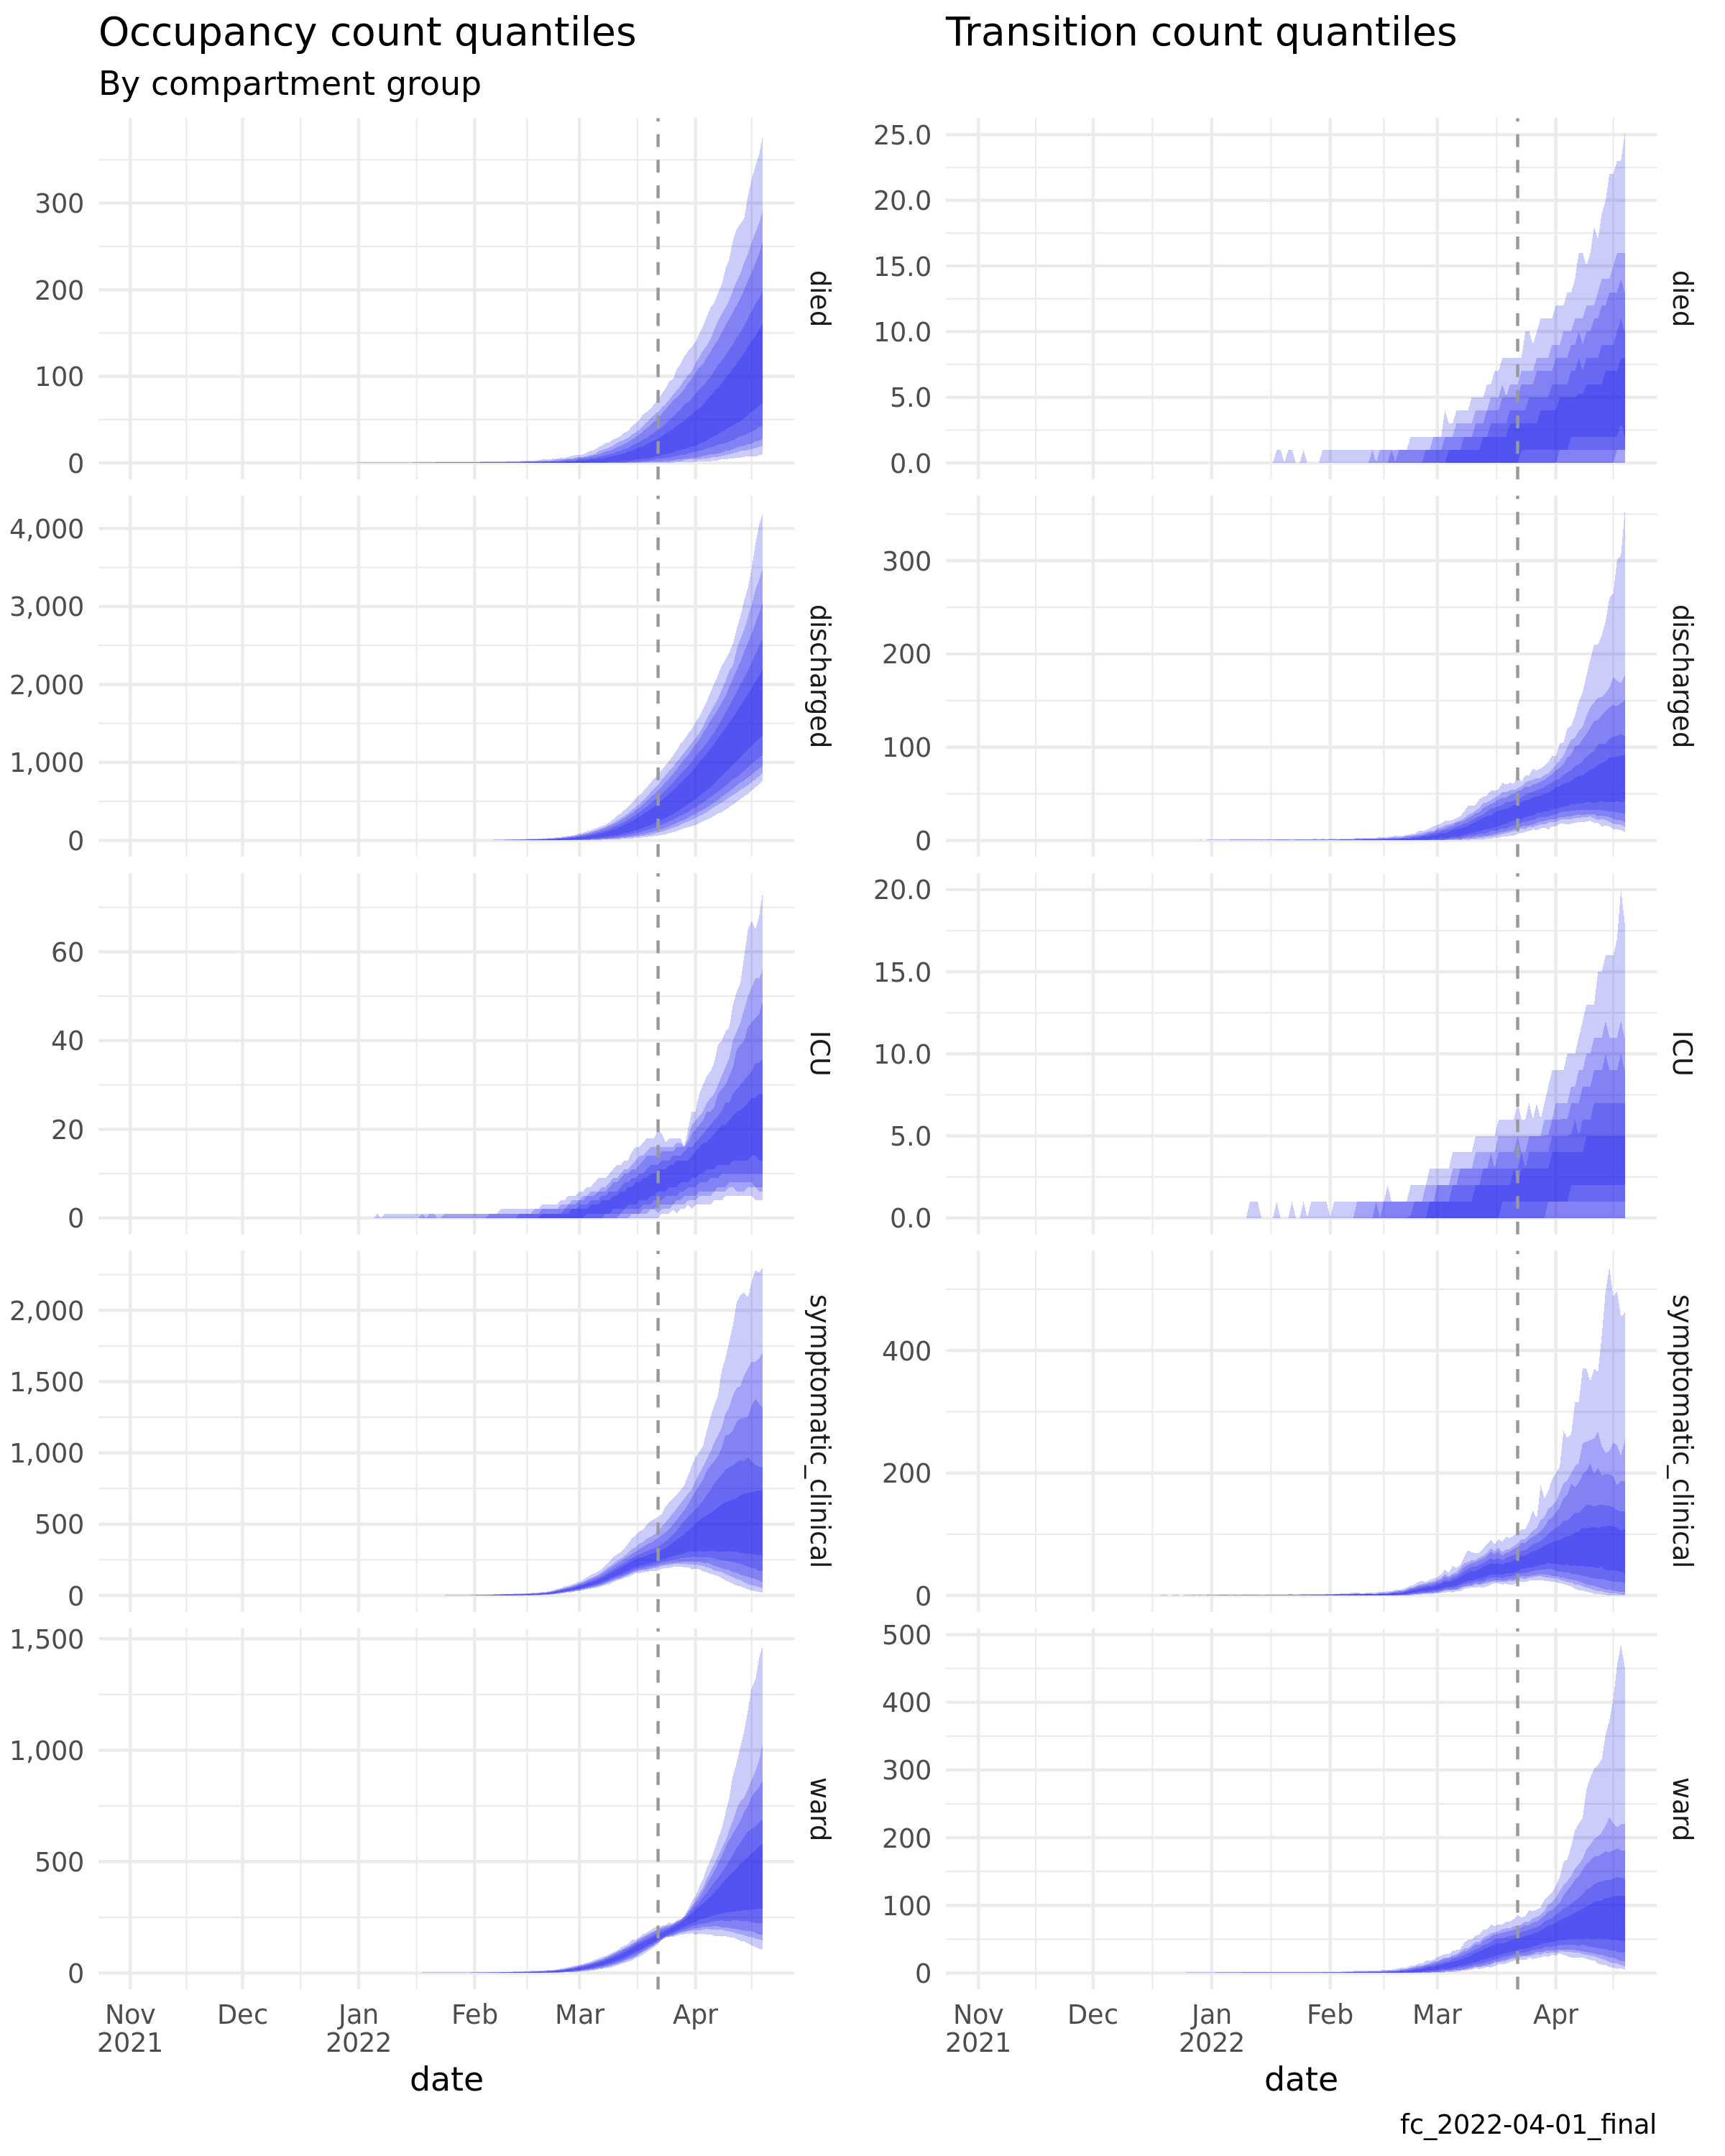 Occupancy count quantiles
By compartment group
Transition count quantiles
300
200
100
0
died
25.0
20.0
15.0
10.0
5.0
0.0
died
4,000
3,000
2,000
1,000
0
discharged
300
200
100
0
discharged
60
40
20
0
ICU
20.0
15.0
10.0
5.0
0.0
ICU
2,000
1,500
1,000
500
0
symptomatic_clinical
400
200
0
symptomatic_clinical
1,500
1,000
500
0
ward
500
400
300
200
100
0
ward
Nov Dec Jan Feb Mar Apr
2021 2022
date
Nov Dec Jan Feb Mar Apr
2021 2022
date
fc_2022-04-01_final